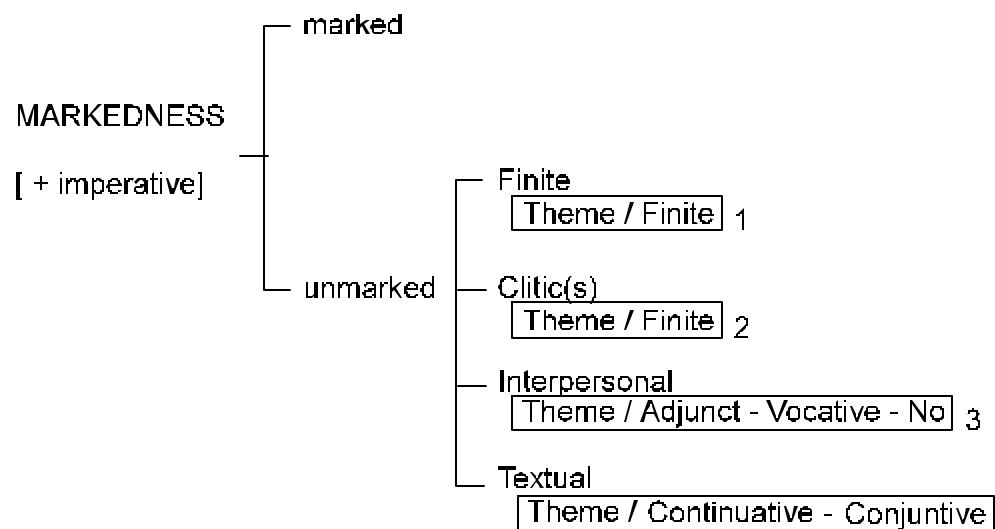 marked
MARKEDNESS
[ + imperative]
Finite
Theme / Finite 1
unmarked
Clitic(s)
Theme / Finite 2
Interpersonal
Theme / Adjunct - Vocative - No 3
Textual
Theme / Continuative - Conjuntive